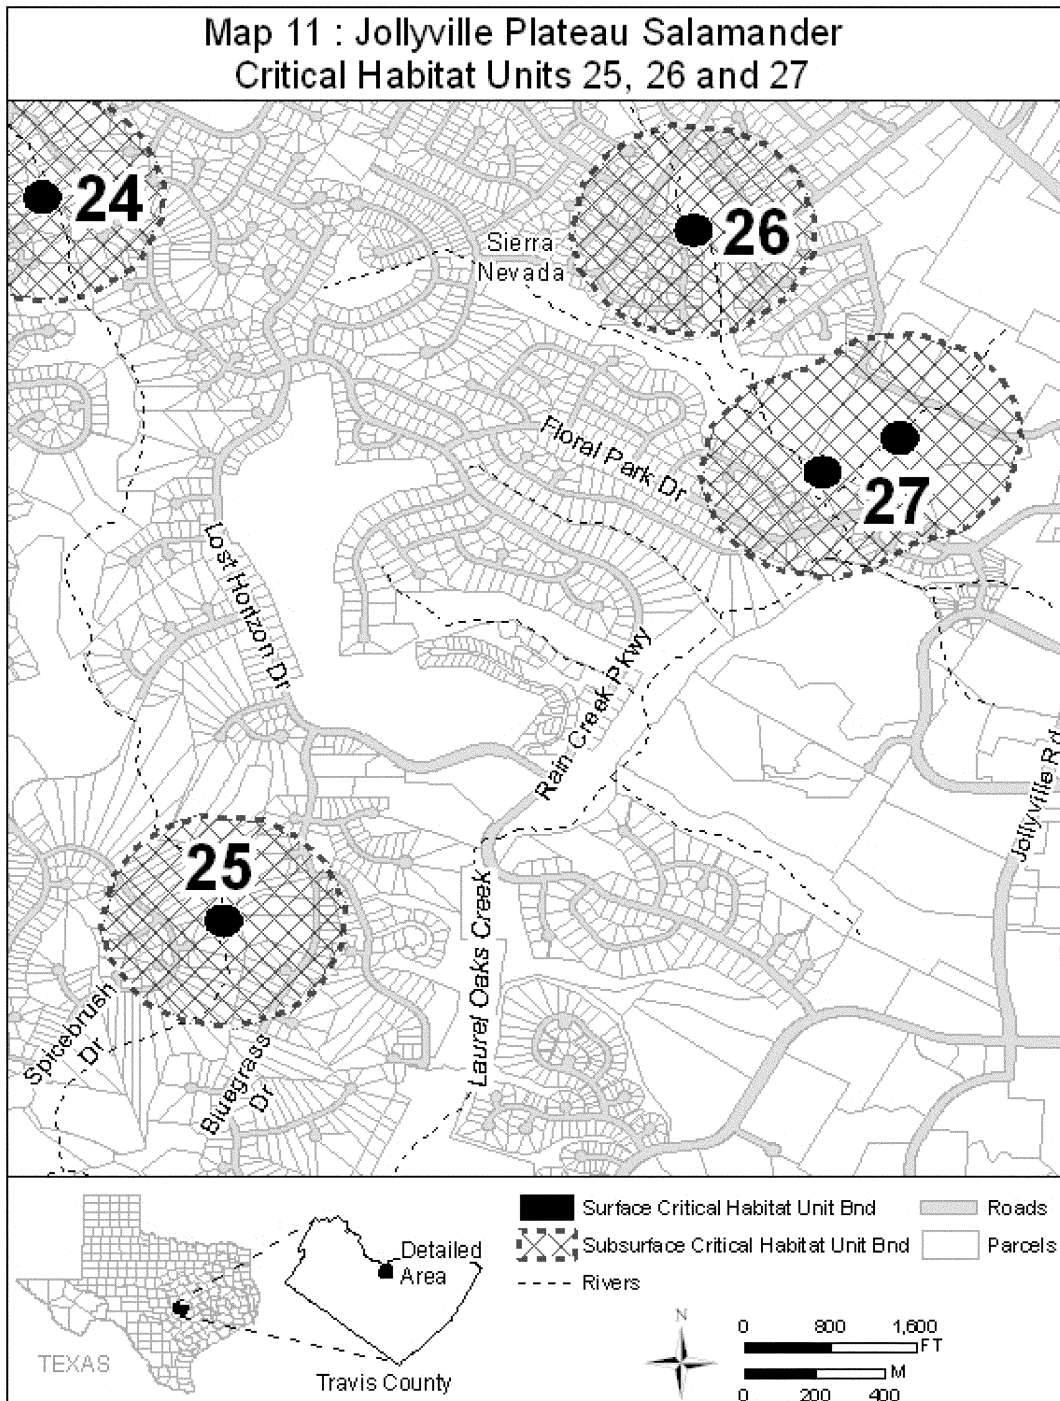 Map 11 : Jollyville Plateau Salamander
Critical Habitat Units 25, 26 and 27
24
26
Sierra
Nevada
Floral Park Dr
27
Lost Horizon Dr
Rain Creek Pkwy
Jollyville Rd
25
Laurel Oaks Creek
Spicebrush
Dr
Bluegrass
Dr
TEXAS
Detailed
Area
Travis County
Surface Critical Habitat Unit Bnd
Roads
Subsurface Critical Habitat Unit Bnd
Parcels
Rivers
N
0 800 1,600
FT
M
0 200 400